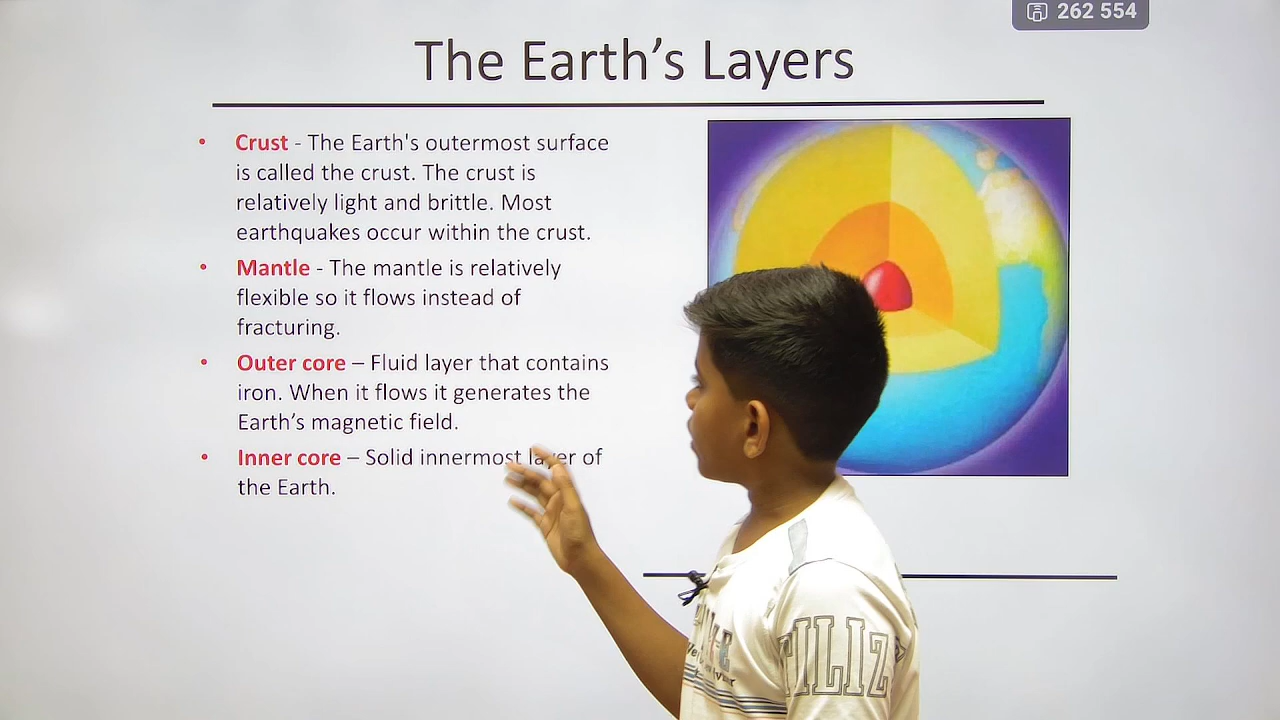 262 554
The Earth’s Layers
• Crust - The Earth's outermost surface
is called the crust. The crust is
relatively light and brittle. Most
earthquakes occur within the crust.
• Mantle - The mantle is relatively
flexible so it flows instead of
fracturing.
• Outer core – Fluid layer that contains
iron. When it flows it generates the
Earth’s magnetic field.
• Inner core – Solid innermost layer of
the Earth.
TILIZ